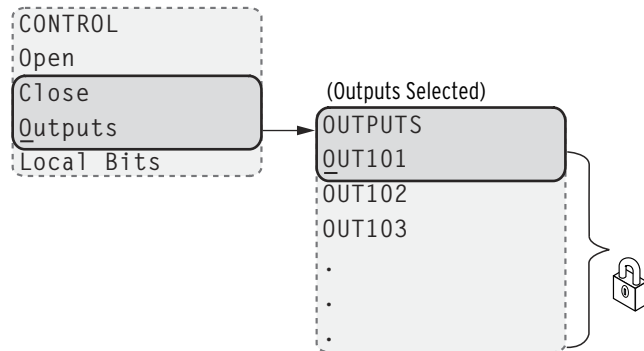 CONTROL
Open
Close
Outputs
Local Bits
(Outputs Selected)
OUTPUTS
OUT101
OUT102
OUT103
.
.
.